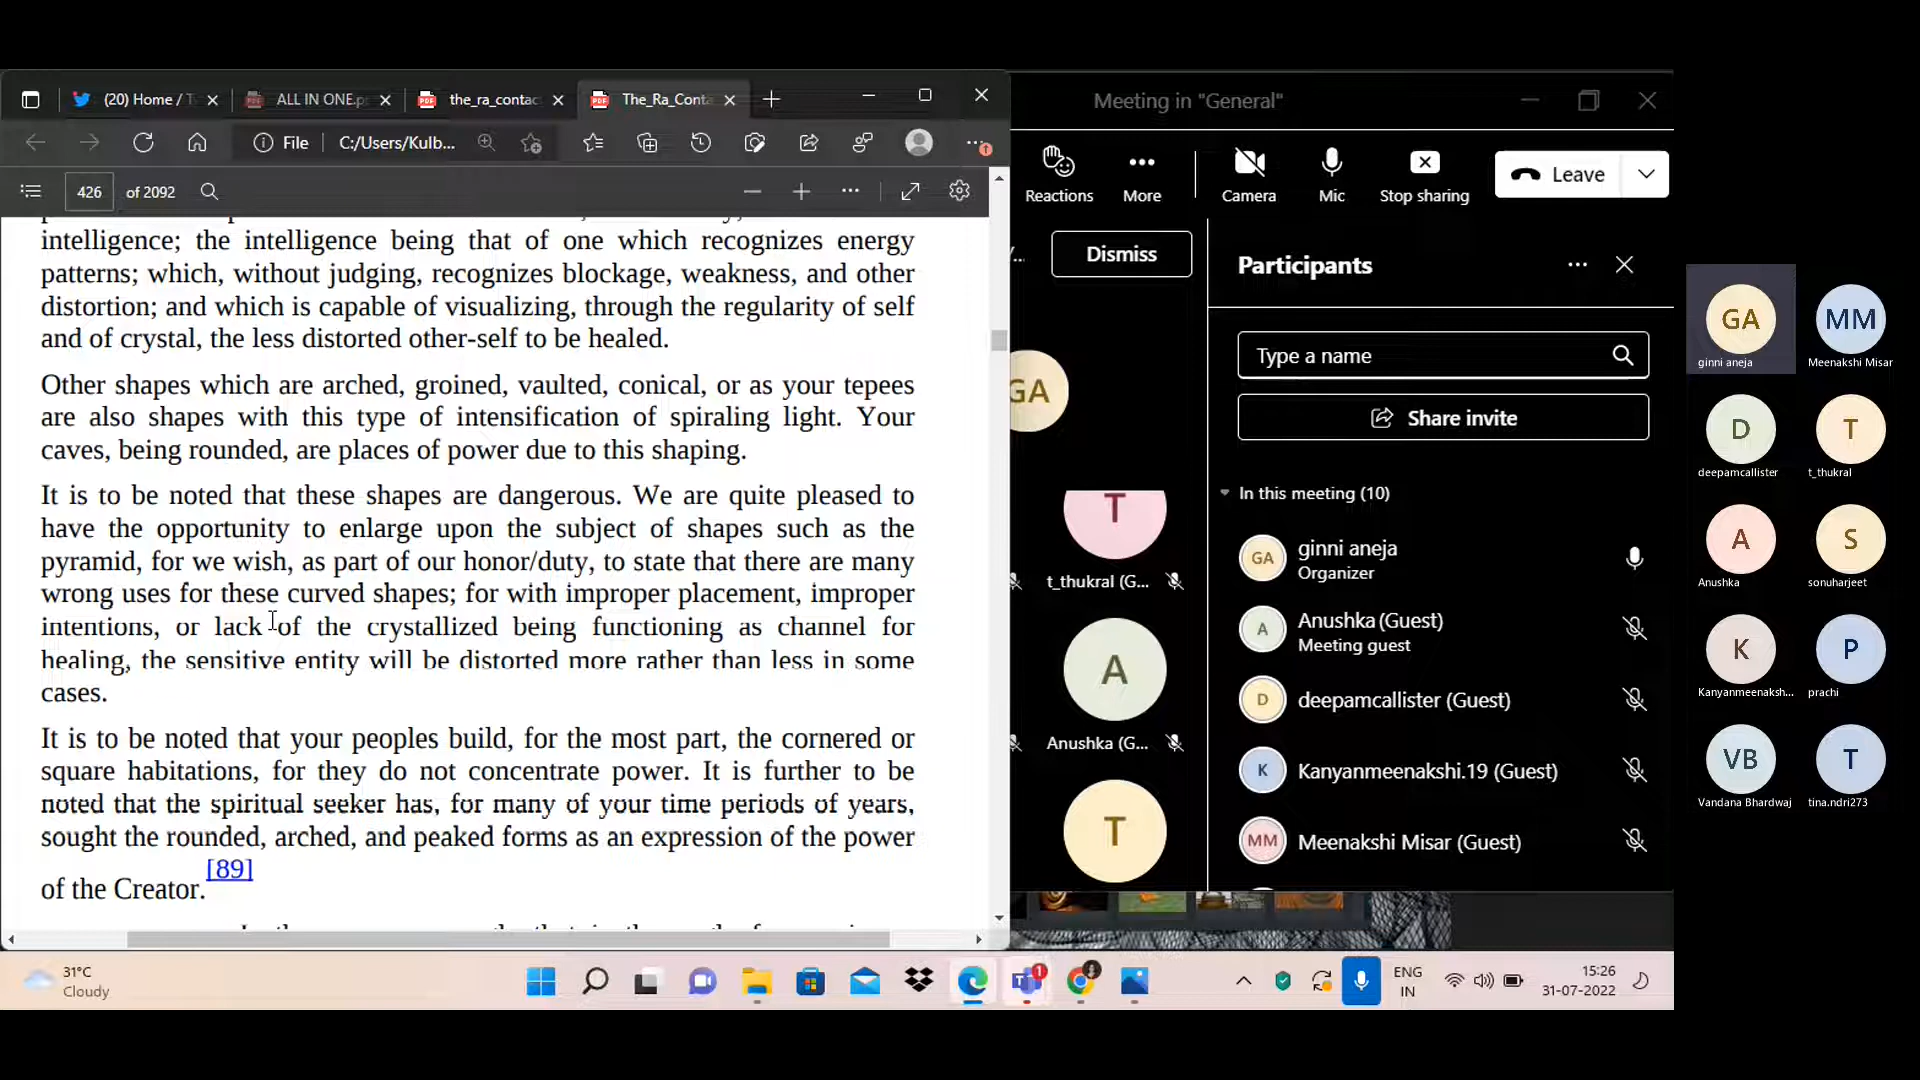 (20) Home / T
ALL IN ONE.p
the_ra_contac
The_Ra_Conta
File
C:/Users/Kulb...
426 of 2092
intelligence; the intelligence being that of one which recognizes energy
patterns; which, without judging, recognizes blockage, weakness, and other
distortion; and which is capable of visualizing, through the regularity of self
and of crystal, the less distorted other-self to be healed.
Other shapes which are arched, groined, vaulted, conical, or as your tepees
are also shapes with this type of intensification of spiraling light. Your
caves, being rounded, are places of power due to this shaping.
It is to be noted that these shapes are dangerous. We are quite pleased to
have the opportunity to enlarge upon the subject of shapes such as the
pyramid, for we wish, as part of our honor/duty, to state that there are many
wrong uses for these curved shapes; for with improper placement, improper
intentions, or lack of the crystallized being functioning as channel for
healing, the sensitive entity will be distorted more rather than less in some
cases.
It is to be noted that your peoples build, for the most part, the cornered or
square habitations, for they do not concentrate power. It is further to be
noted that the spiritual seeker has, for many of your time periods of years,
sought the rounded, arched, and peaked forms as an expression of the power
of the Creator.[89]
Meeting in "General"
Reactions
More
Camera
Mic
Stop sharing
Leave
Dismiss
GA
T
t_thukral (G...
A
Anushka (G...
T
Participants
Type a name
Share invite
In this meeting (10)
GA
ginni aneja
Organizer
A
Anushka (Guest)
Meeting guest
D
deepamcallister (Guest)
K
Kanyanmeenakshi.19 (Guest)
MM
Meenakshi Misar (Guest)
GA
ginni aneja
MM
Meenakshi Misar
D
deepamcallister
T
t_thukral
A
Anushka
S
sonuharjeet
K
Kanyanmeenaksh...
P
prachi
VB
Vandana Bhardwaj
T
tina.ndri273
31°C
Cloudy
1
ENG
IN
15:26
31-07-2022